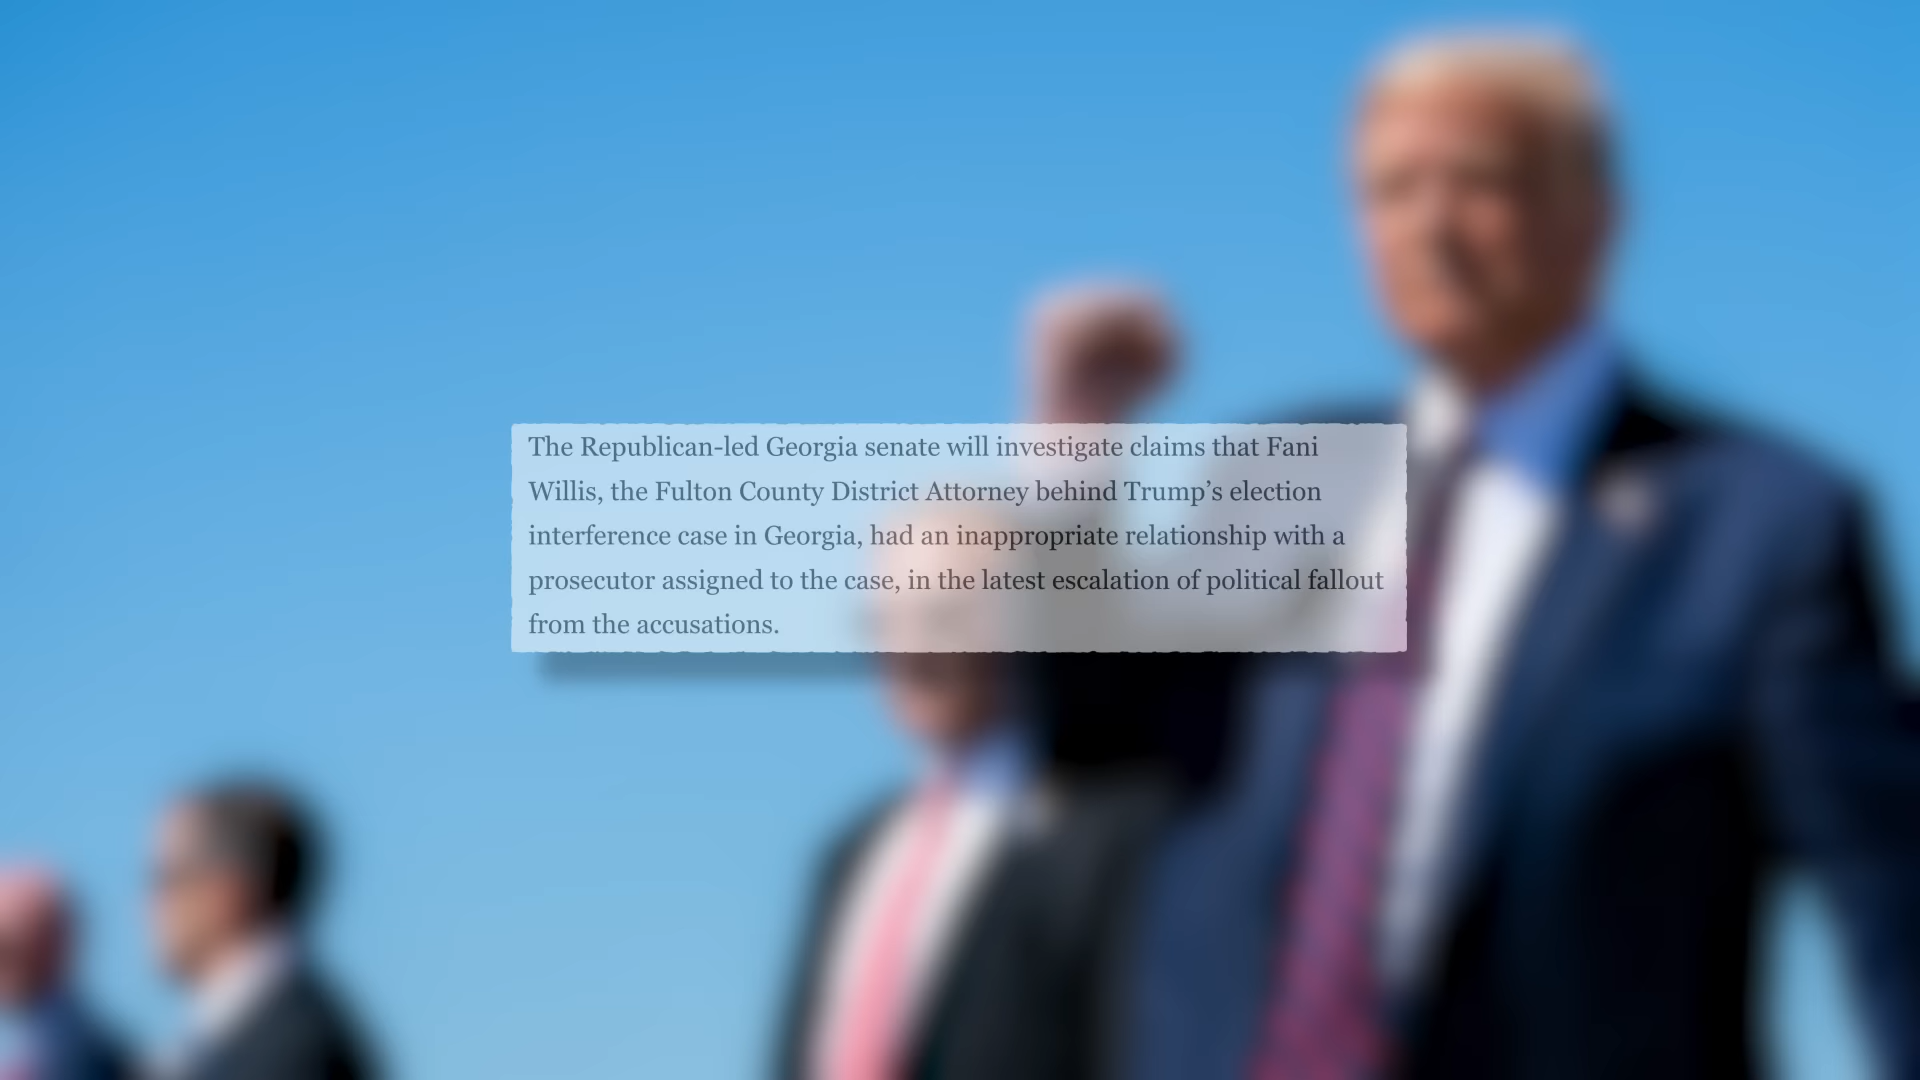 The Republican-led Georgia senate will investigate claims that Fani
Willis, the Fulton County District Attorney behind Trump’s election
interference case in Georgia, had an inappropriate relationship with a
prosecutor assigned to the case, in the latest escalation of political fallout
from the accusations.